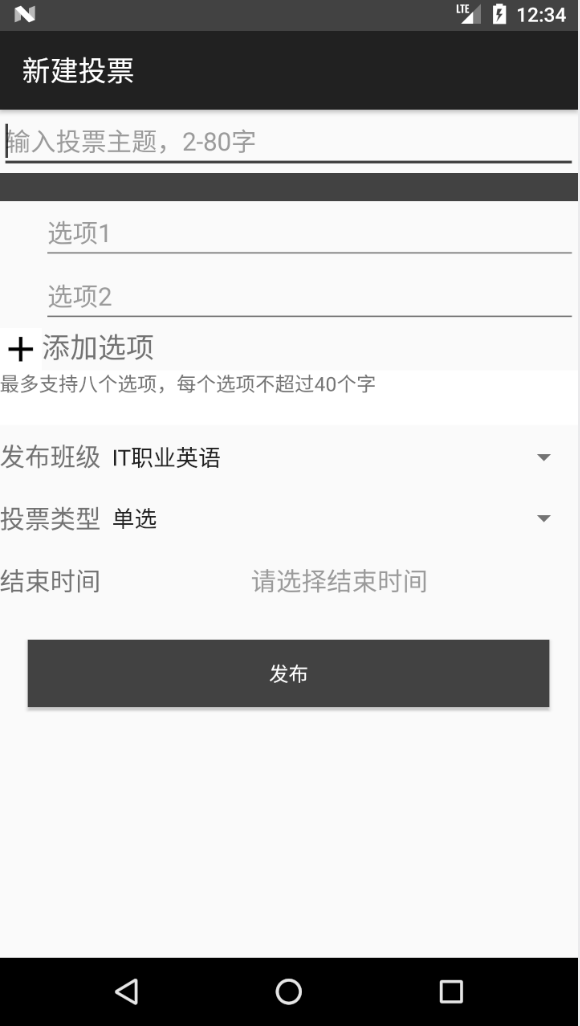 LTE 12:34
新建投票
输入投票主题，2-80字
选项1
选项2
添加选项
最多支持八个选项，每个选项不超过40个字
发布班级 IT职业英语
投票类型 单选
结束时间 请选择结束时间
发布